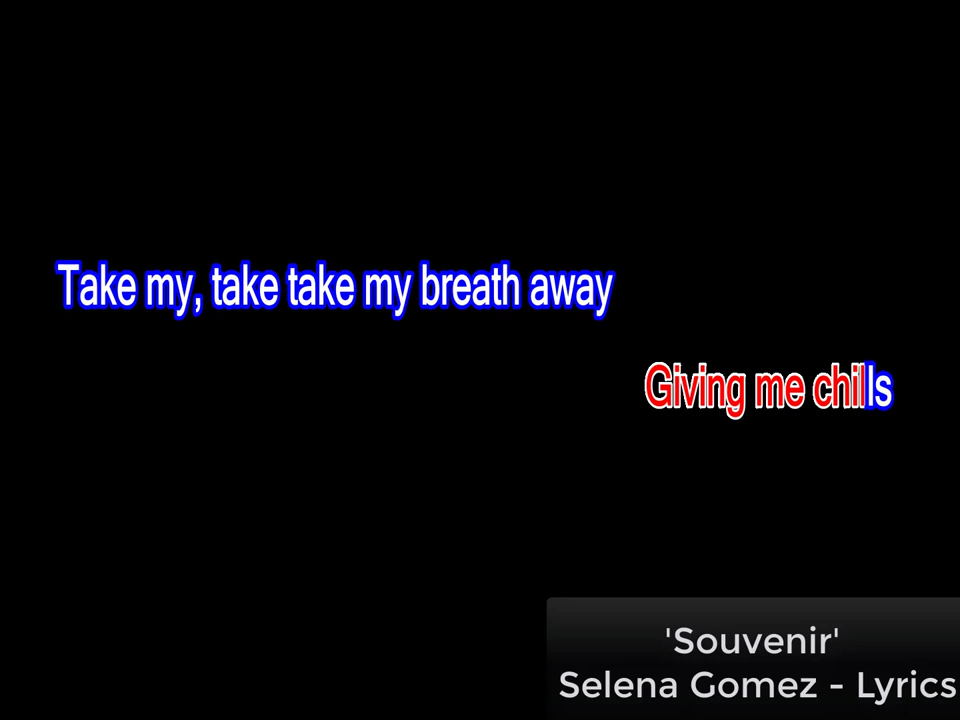 Take my, take take my breath away
Giving me chills
'Souvenir'
Selena Gomez - Lyrics